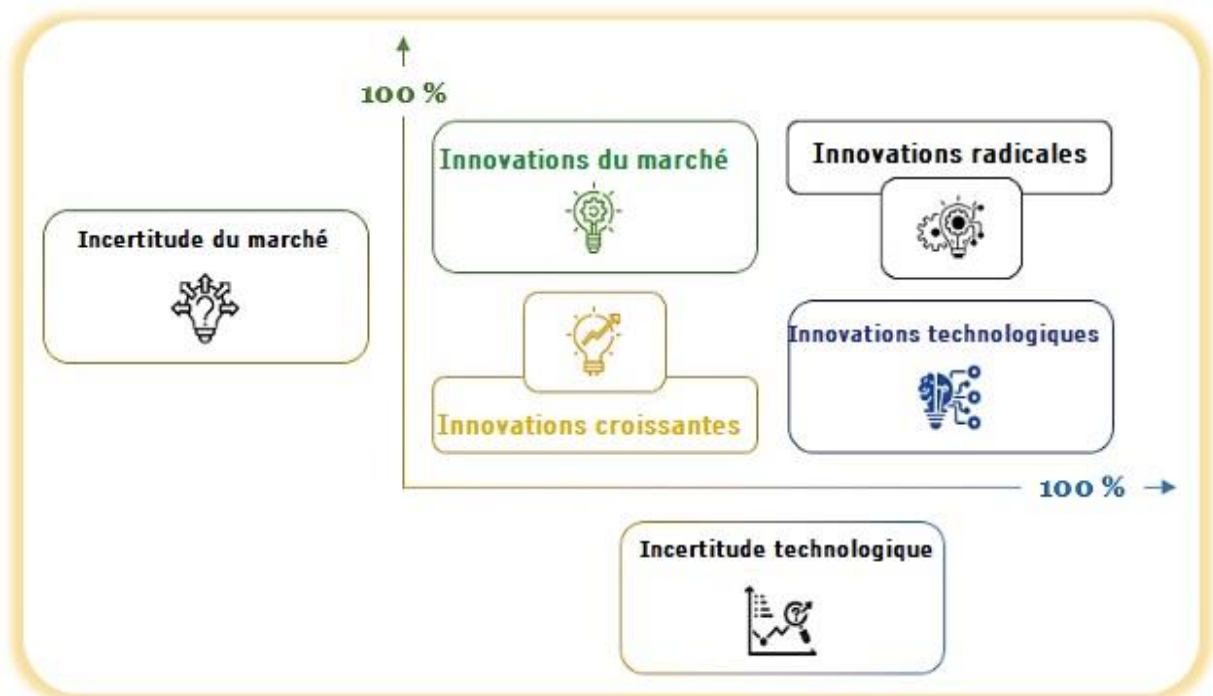 100 %
Innovations du marché
Innovations radicales
Incertitude du marché
Innovations technologiques
Innovations croissantes
100 %
Incertitude technologique